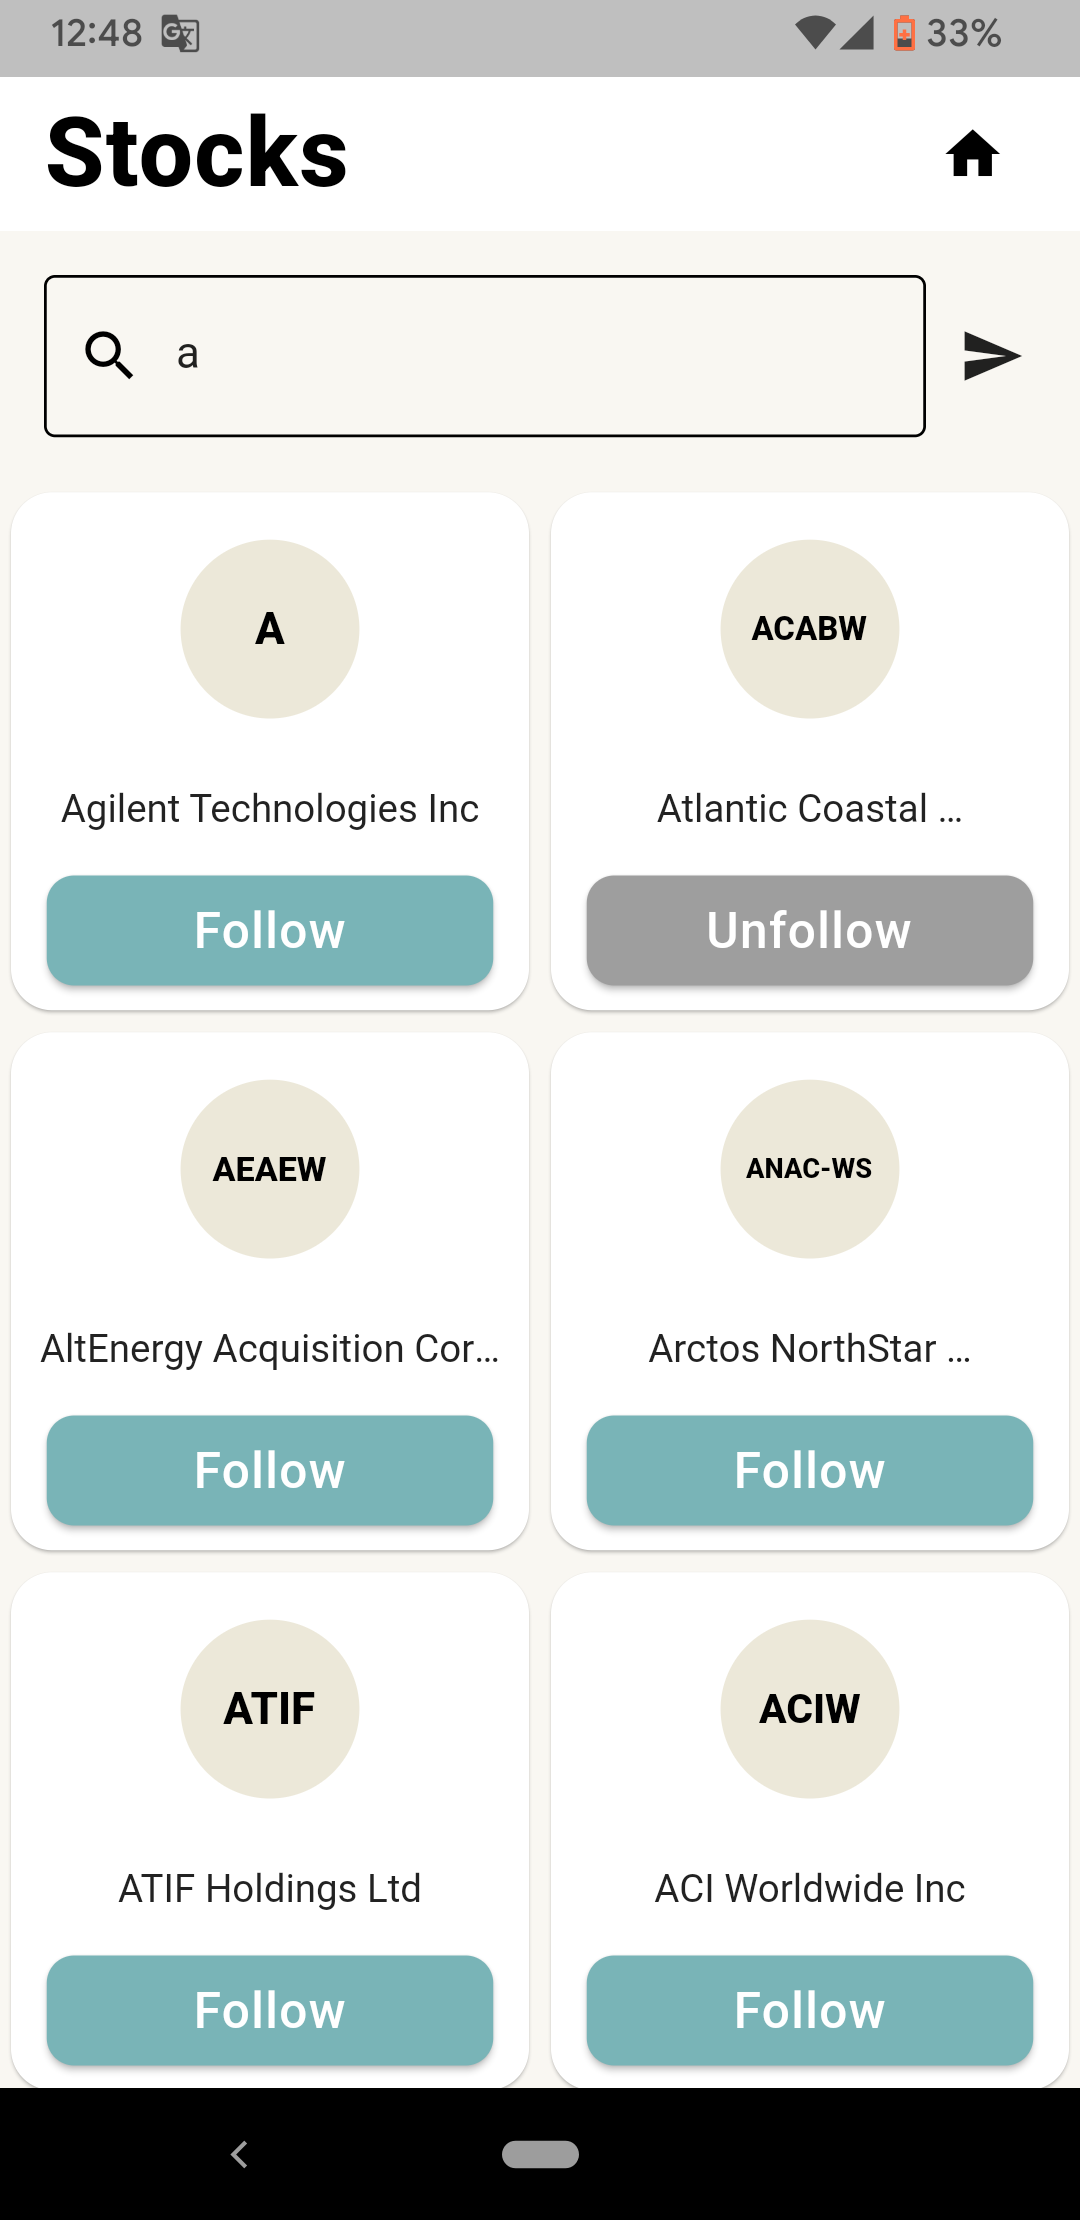 12:48 33%
Stocks
a
A
Agilent Technologies Inc
Follow
ACABW
Atlantic Coastal ...
Unfollow
AEAEW
AltEnergy Acquisition Cor...
Follow
ANAC-WS
Arctos NorthStar ...
Follow
ATIF
ATIF Holdings Ltd
Follow
ACIW
ACI Worldwide Inc
Follow